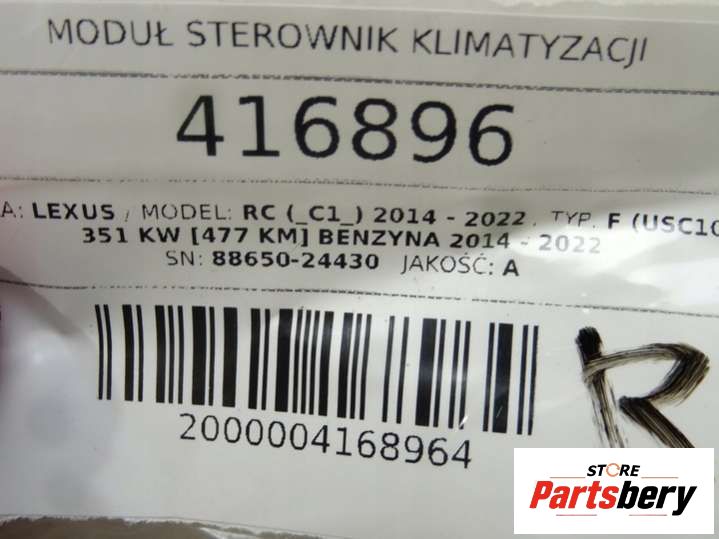 MODUŁ STEROWNIK KLIMATYZACJI
416896
A: LEXUS , MODEL: RC (_C1_) 2014 - 2022 , TYP. F (USC10
351 KW [477 KM] BENZYNA 2014 - 2022
SN: 88650-24430 JAKOŚĆ: A
2000004168964
R
STORE
Partsbery